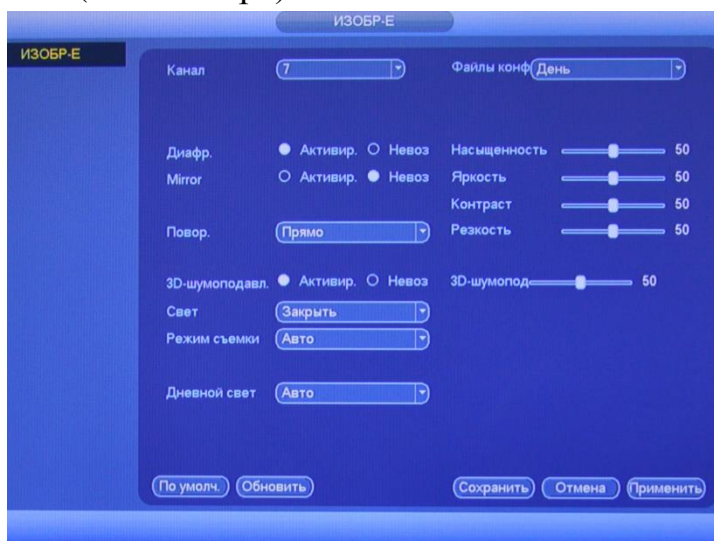 ИЗОБР-Е
ИЗОБР-Е
Канал 7 Файлы конф День
Диафр. Активир. Невоз Насыщенность 50
Mirror Активир. Невоз Яркость 50
Контраст 50
Повор. Прямо Резкость 50
3D-шумоподавл. Активир. Невоз 3D-шумопод 50
Свет Закрыть
Режим съемки Авто
Дневной свет Авто
По умолч. Обновить Сохранить Отмена Применить